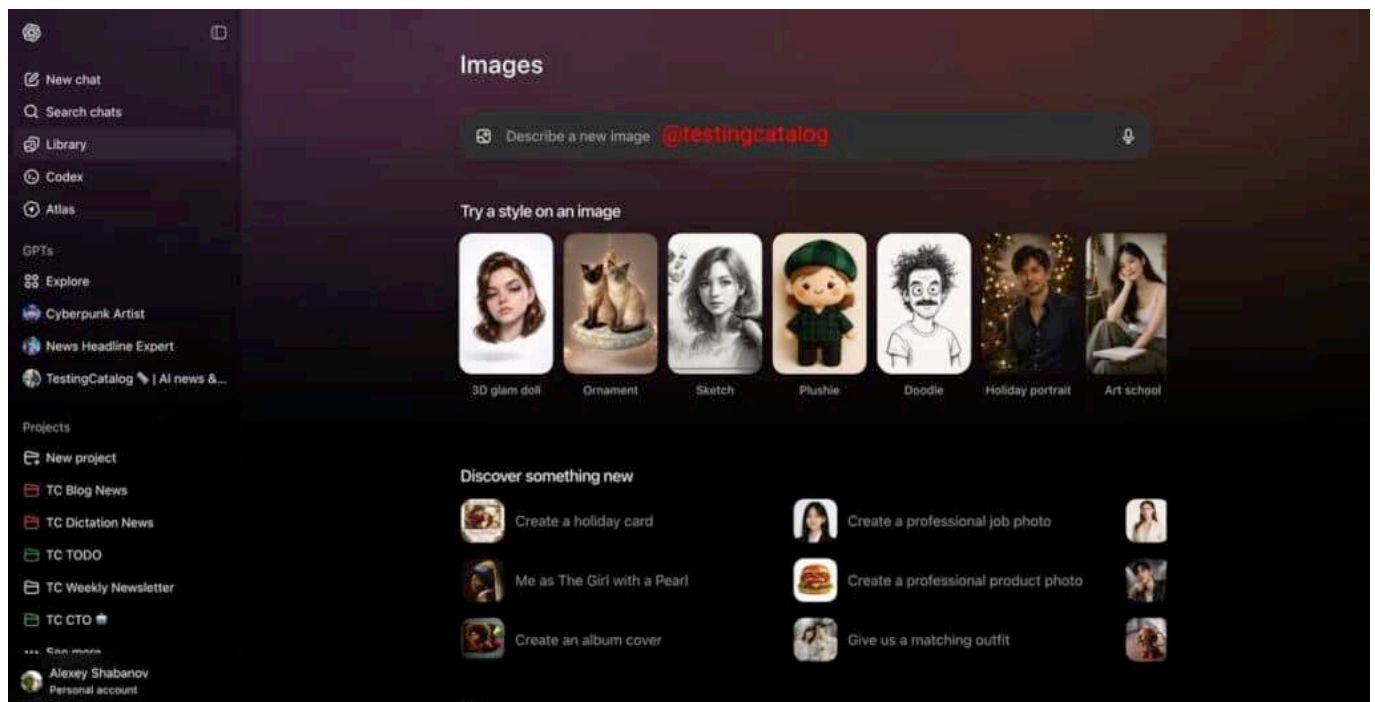 New chat
Search chats
Library
Codex
Atlas
GPTs
Explore
Cyberpunk Artist
News Headline Expert
TestingCatalog 🗞️ | AI news &...
Projects
New project
TC Blog News
TC Dictation News
TC TODO
TC Weekly Newsletter
TC CTO 🤖
See more
Alexey Shabanov
Personal account
Images
Describe a new image @testingcatalog
Try a style on an image
3D glam doll Ornament Sketch Plushie Doodle Holiday portrait Art school
Discover something new
Create a holiday card Create a professional job photo
Me as The Girl with a Pearl Create a professional product photo
Create an album cover Give us a matching outfit